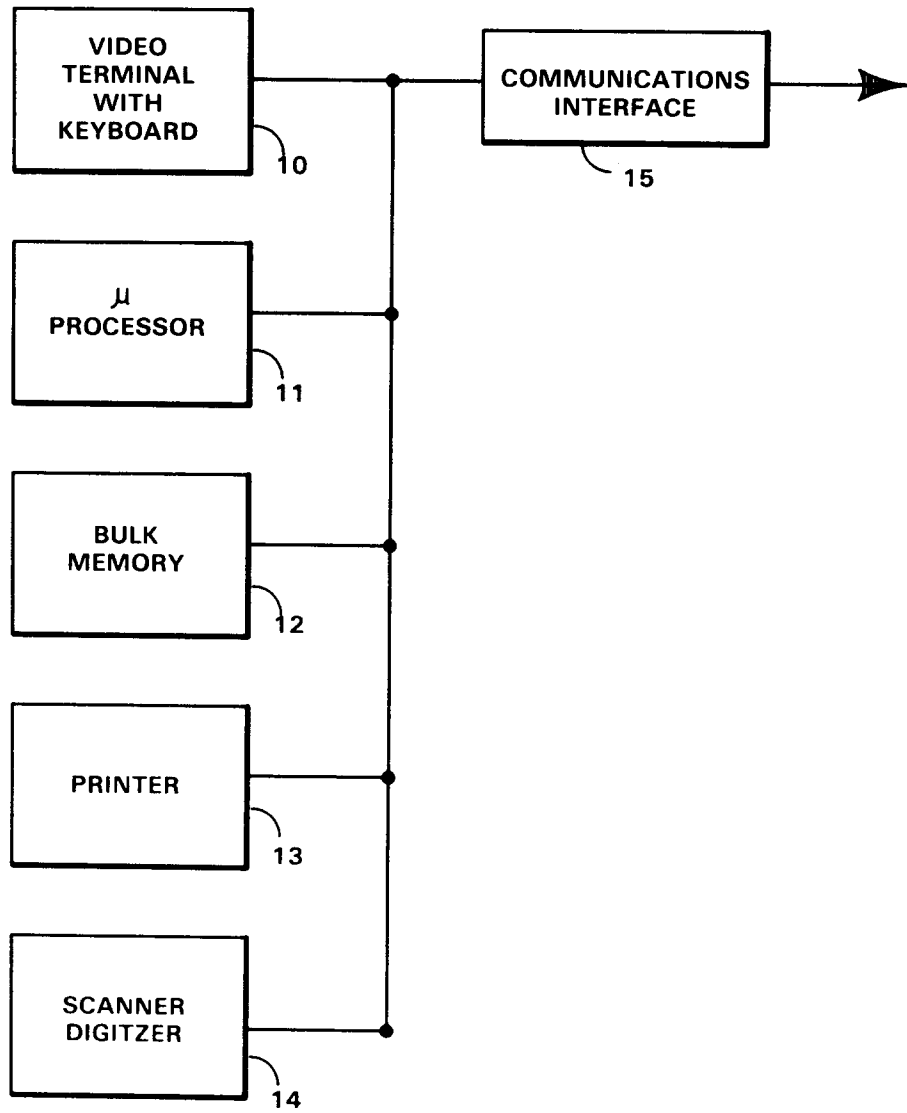 VIDEO
TERMINAL
WITH
KEYBOARD
10
COMMUNICATIONS
INTERFACE
15
μ
PROCESSOR
11
BULK
MEMORY
12
PRINTER
13
SCANNER
DIGITZER
14